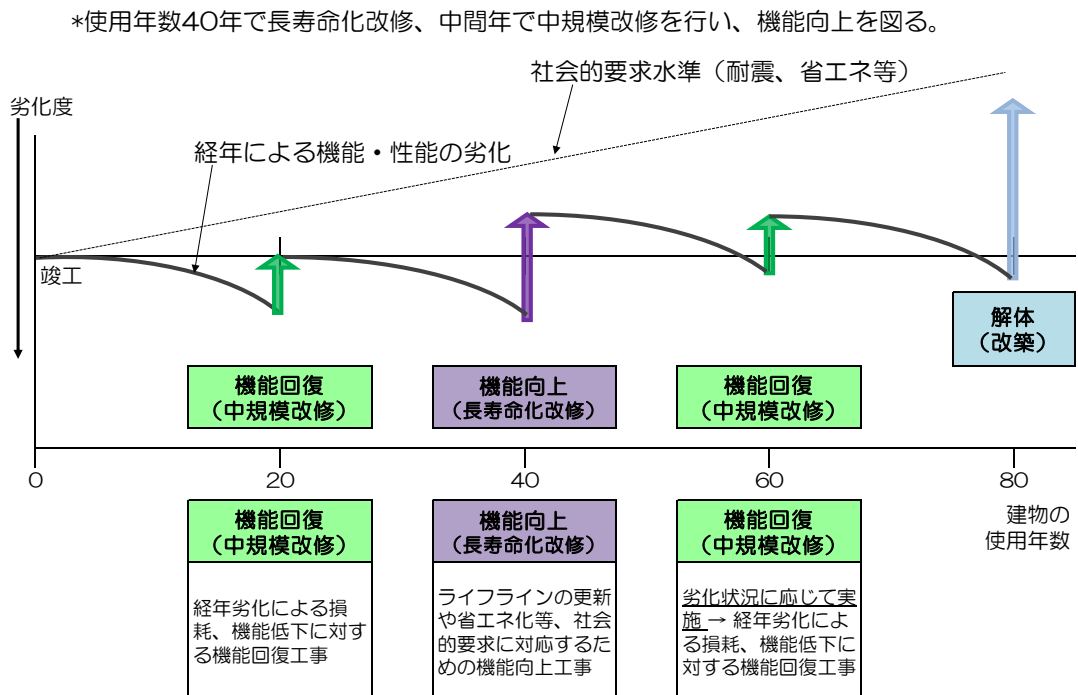 *使用年数40年で長寿命化改修、中間年で中規模改修を行い、機能向上を図る。
社会的要求水準（耐震、省エネ等）
劣化度
経年による機能・性能の劣化
竣工
解体
（改築）
機能回復
（中規模改修）
機能向上
（長寿命化改修）
機能回復
（中規模改修）
0
20
40
60
80
建物の
使用年数
機能回復
（中規模改修）
経年劣化による損
耗、機能低下に対す
る機能回復工事
機能向上
（長寿命化改修）
ライフラインの更新
や省エネ化等、社会
的要求に対応するた
めの機能向上工事
機能回復
（中規模改修）
劣化状況に応じて実
施 → 経年劣化によ
る損耗、機能低下に
対する機能回復工事